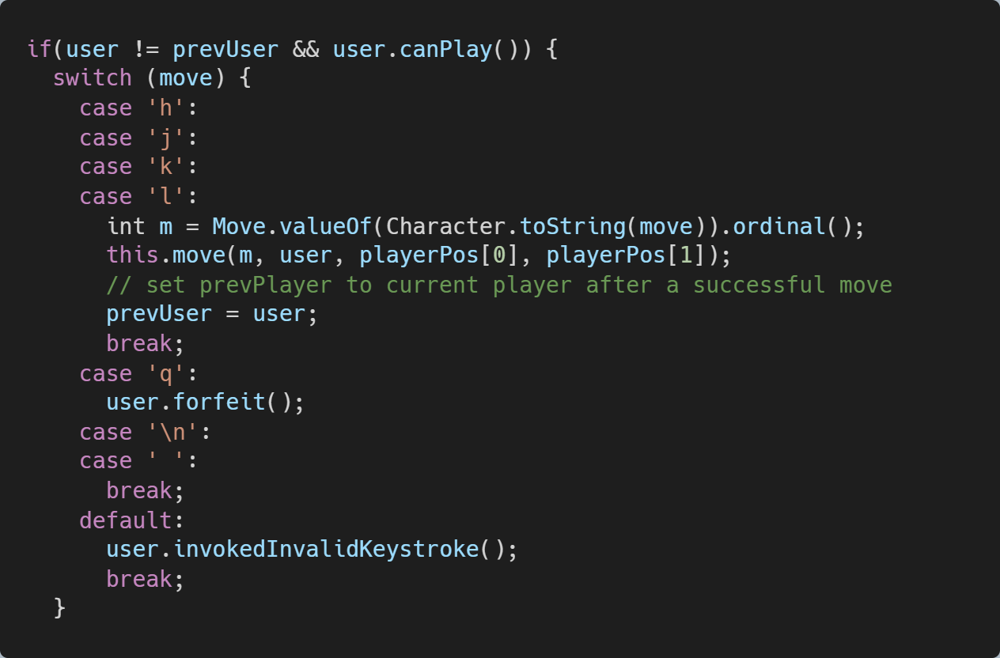 if(user != prevUser && user.canPlay()) {
  switch (move) {
    case 'h':
    case 'j':
    case 'k':
    case 'l':
      int m = Move.valueOf(Character.toString(move)).ordinal();
      this.move(m, user, playerPos[0], playerPos[1]);
      // set prevPlayer to current player after a successful move
      prevUser = user;
      break;
    case 'q':
      user.forfeit();
    case '\n':
    case ' ':
      break;
    default:
      user.invokedInvalidKeystroke();
      break;
  }